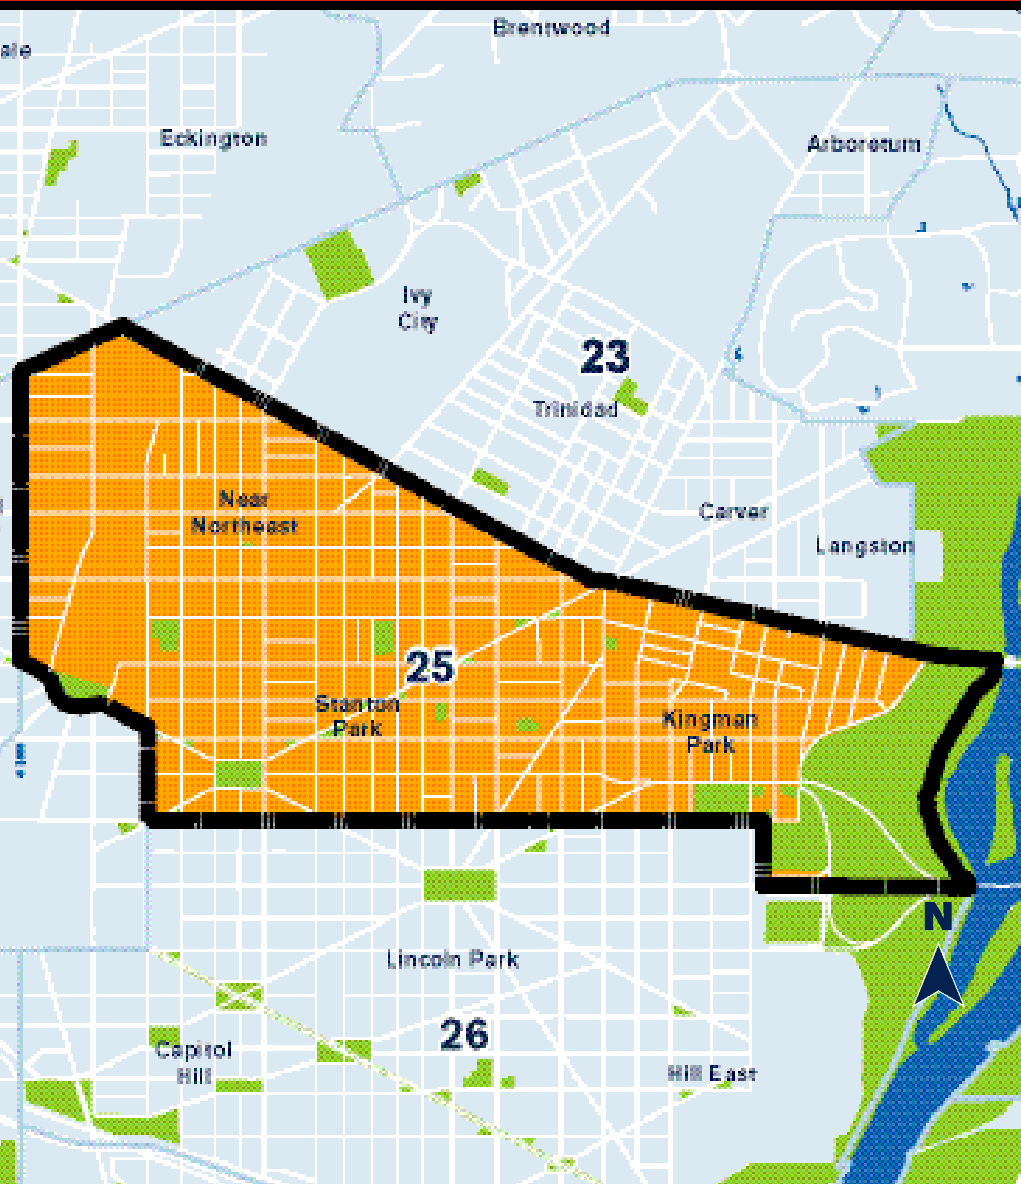 Brentwood
ale
Eckington
Arboretum
Ivy
City
23
Trinidad
Near
Northeast
Carver
Langston
25
Stanton
Park
Kingman
Park
N
Lincoln Park
26
Capitol
Hill
Hill East